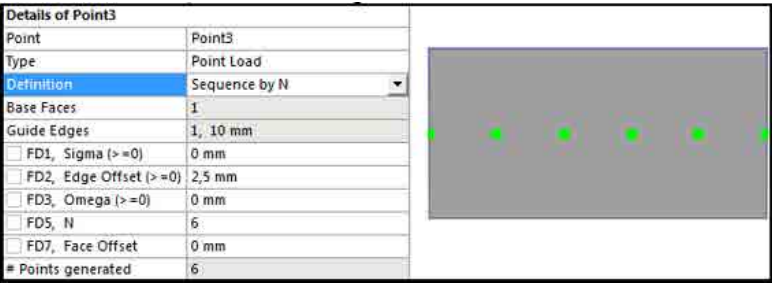 Details of Point3
Point Point3
Type Point Load
Definition Sequence by N
Base Faces 1
Guide Edges 1, 10 mm
FD1, Sigma (>=0) 0 mm
FD2, Edge Offset (>=0) 2,5 mm
FD3, Omega (>=0) 0 mm
FD5, N 6
FD7, Face Offset 0 mm
# Points generated 6